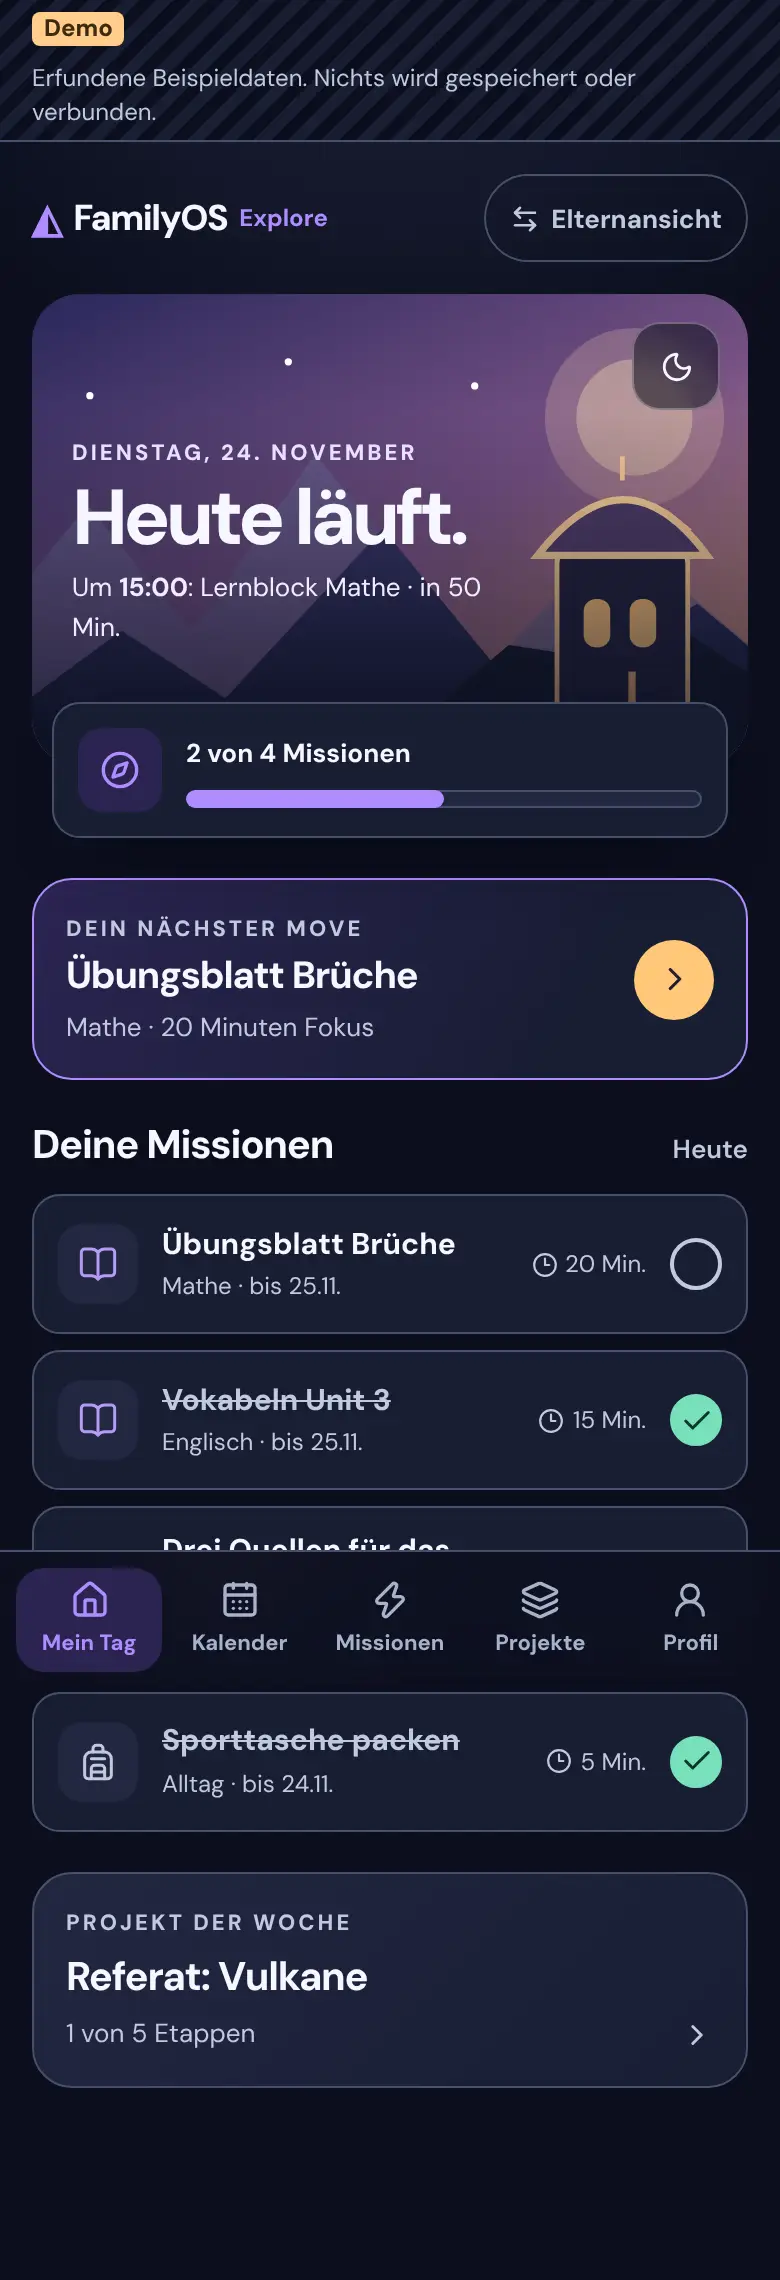 Demo
Erfundene Beispieldaten. Nichts wird gespeichert oder
verbunden.
FamilyOS Explore
Elternansicht
DIENSTAG, 24. NOVEMBER
Heute läuft.
Um 15:00: Lernblock Mathe · in 50
Min.
2 von 4 Missionen
DEIN NÄCHSTER MOVE
Übungsblatt Brüche
Mathe · 20 Minuten Fokus
Deine Missionen
Heute
Übungsblatt Brüche
Mathe · bis 25.11.
20 Min.
Vokabeln Unit 3
Englisch · bis 25.11.
15 Min.
Drei Quellen für das
Mein Tag
Kalender
Missionen
Projekte
Profil
Sporttasche packen
Alltag · bis 24.11.
5 Min.
PROJEKT DER WOCHE
Referat: Vulkane
1 von 5 Etappen